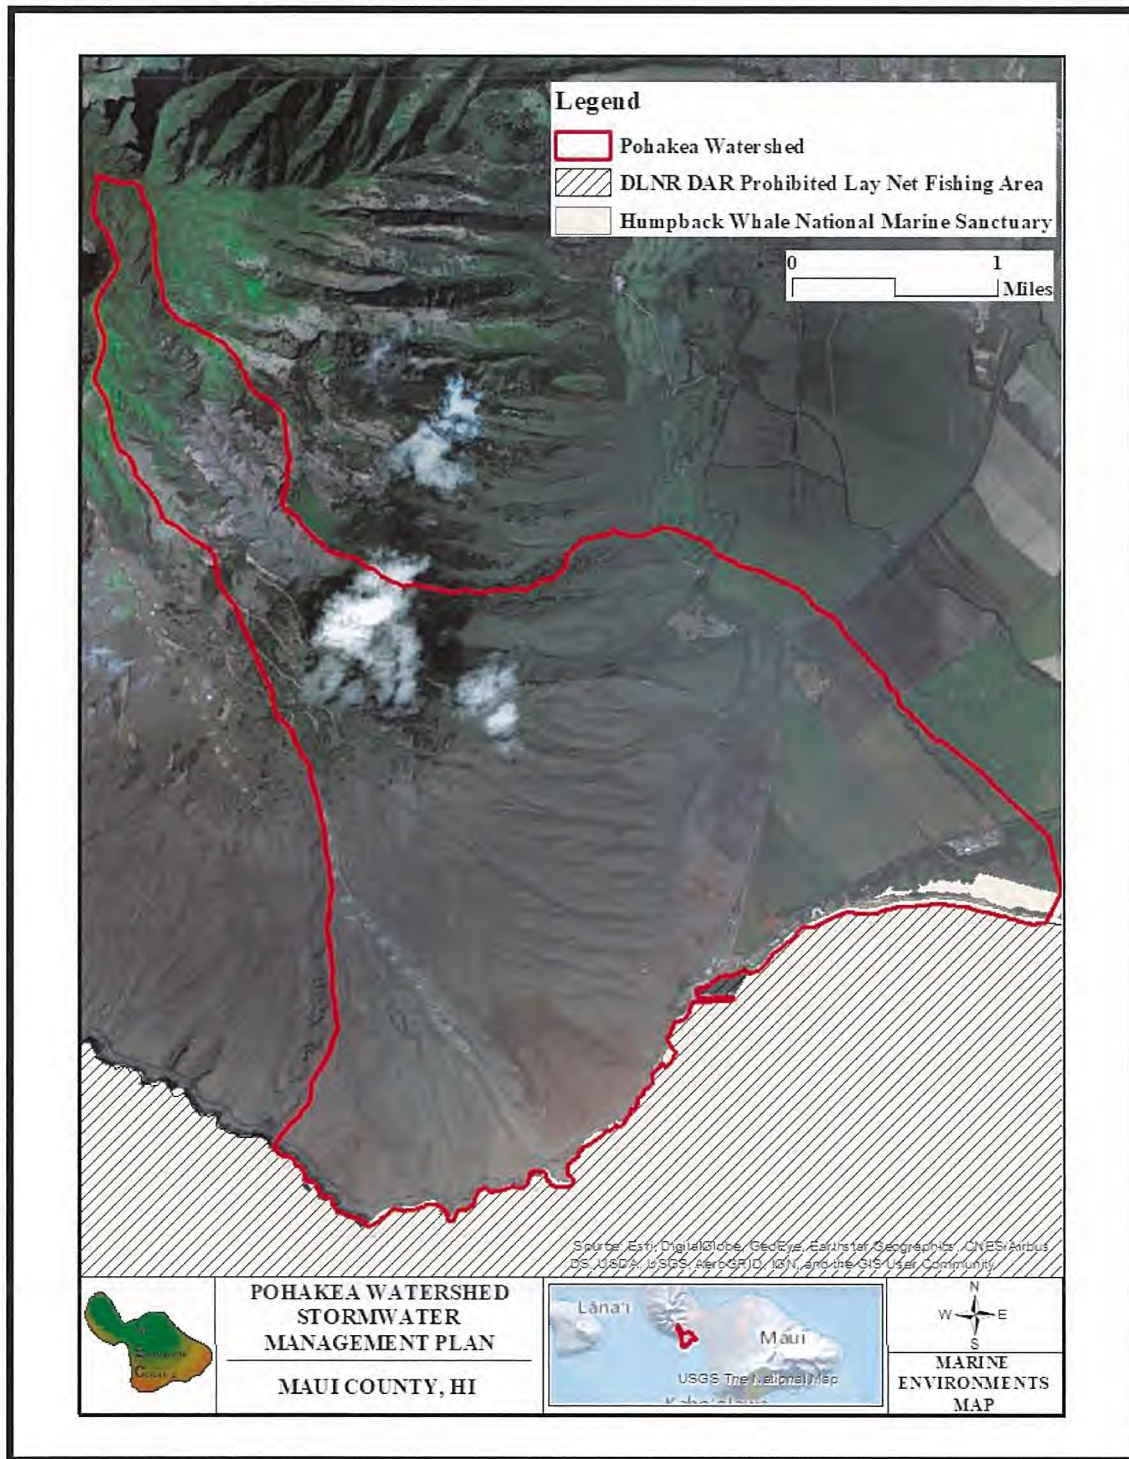 Legend
Pohakea Watershed
DLNR DAR Prohibited Lay Net Fishing Area
Humpback Whale National Marine Sanctuary
0 1
Miles
Source: Esri, DigitalGlobe, GeoEye, Earthstar Geographics, CNES/Airbus
DS, USDA, USGS, AeroGRID, IGN, and the GIS User Community
POHAKEA WATERSHED
STORMWATER
MANAGEMENT PLAN
MAUI COUNTY, HI
Lāna'i
Maui
USGS The National Map
N
W E
S
MARINE
ENVIRONMENTS
MAP